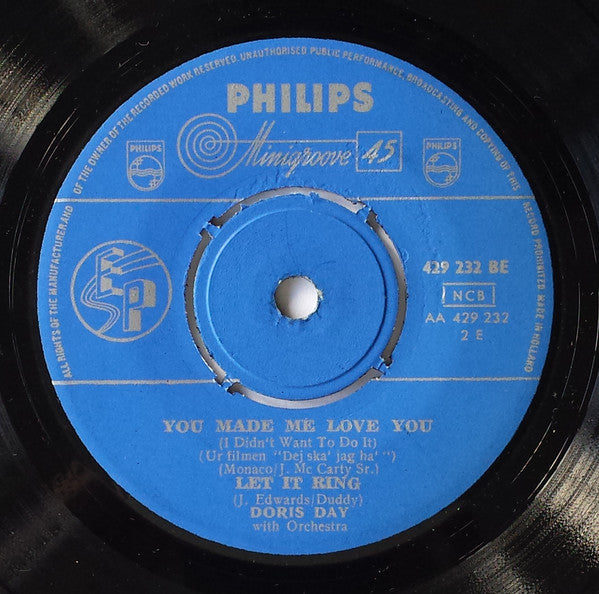 ALL RIGHTS OF THE MANUFACTURER AND OF THE OWNER OF THE RECORDED WORK RESERVED. UNAUTHORISED PUBLIC PERFORMANCE, BROADCASTING AND COPYING OF THIS RECORD PROHIBITED MADE IN HOLLAND
PHILIPS
Minigroove 45
PHILIPS
PHILIPS
EP
429 232 BE
NCB
AA 429 232
2 E
YOU MADE ME LOVE YOU
(I Didn't Want To Do It)
(Ur filmen "Dej ska' jag ha' ")
(Monaco/J. Mc Carty Sr.)
LET IT RING
(J. Edwards/Duddy)
DORIS DAY
with Orchestra